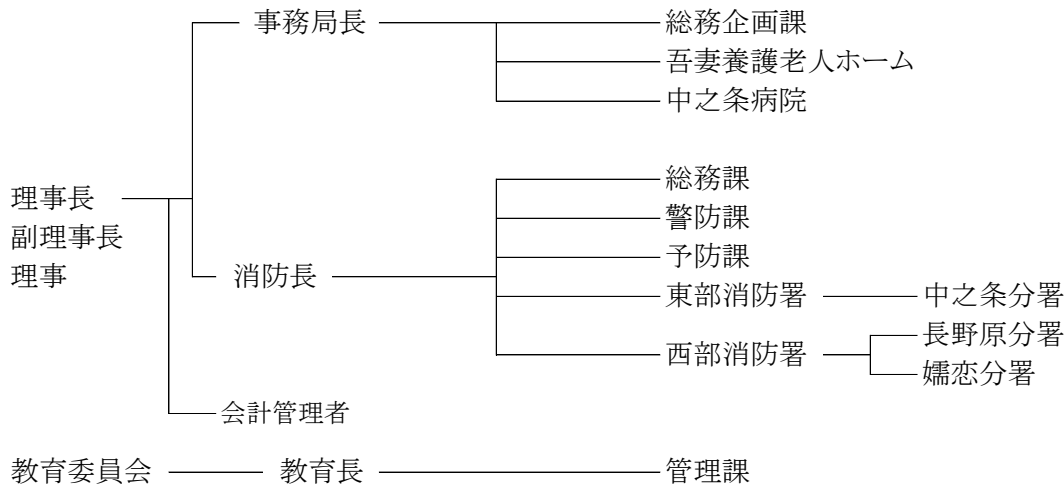 事務局長 総務企画課
吾妻養護老人ホーム
中之条病院
総務課
理事長
警防課
副理事長
予防課
理事 消防長
東部消防署 中之条分署
長野原分署
西部消防署
嬬恋分署
会計管理者
教育委員会 教育長 管理課